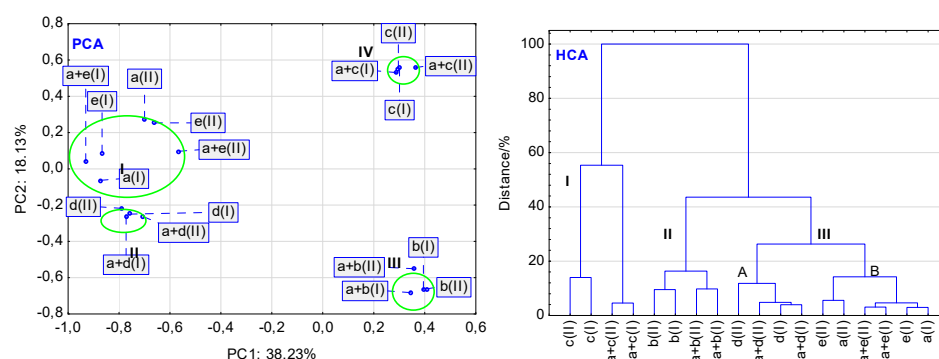 PCA
PC2: 18.13%
0,8
0,6
0,4
0,2
0,0
-0,2
-0,4
-0,6
-0,8
-1,0
-0,8
-0,6
-0,4
-0,2
0,0
0,2
0,4
0,6
PC1: 38.23%
c(II)
IV
a+c(I)
a+c(II)
c(I)
a+e(I)
a(II)
e(I)
e(II)
a+e(II)
I
a(I)
d(II)
d(I)
a+d(II)
II
a+d(I)
b(I)
a+b(II)
III
a+b(I)
b(II)
HCA
Distance/%
100
80
60
40
20
0
I
II
III
A
B
c(II)
c(I)
a+c(II)
a+c(I)
b(II)
b(I)
a+b(II)
a+b(I)
d(II)
a+d(II)
d(I)
a+d(I)
e(II)
a(II)
a+e(II)
a+e(I)
e(I)
a(I)